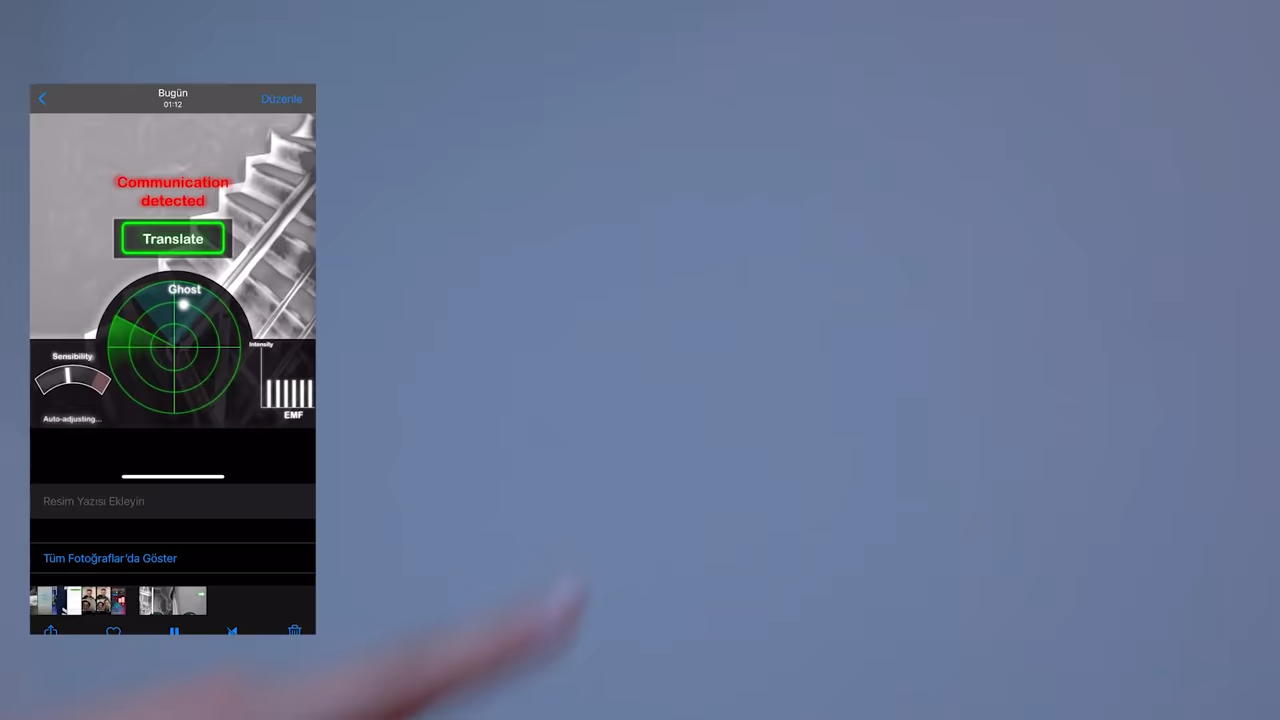 Bugün
01:12
Düzenle
Communication
detected
Translate
Ghost
Sensibility
Intensity
Auto-adjusting...
EMF
Resim Yazısı Ekleyin
Tüm Fotoğraflar'da Göster